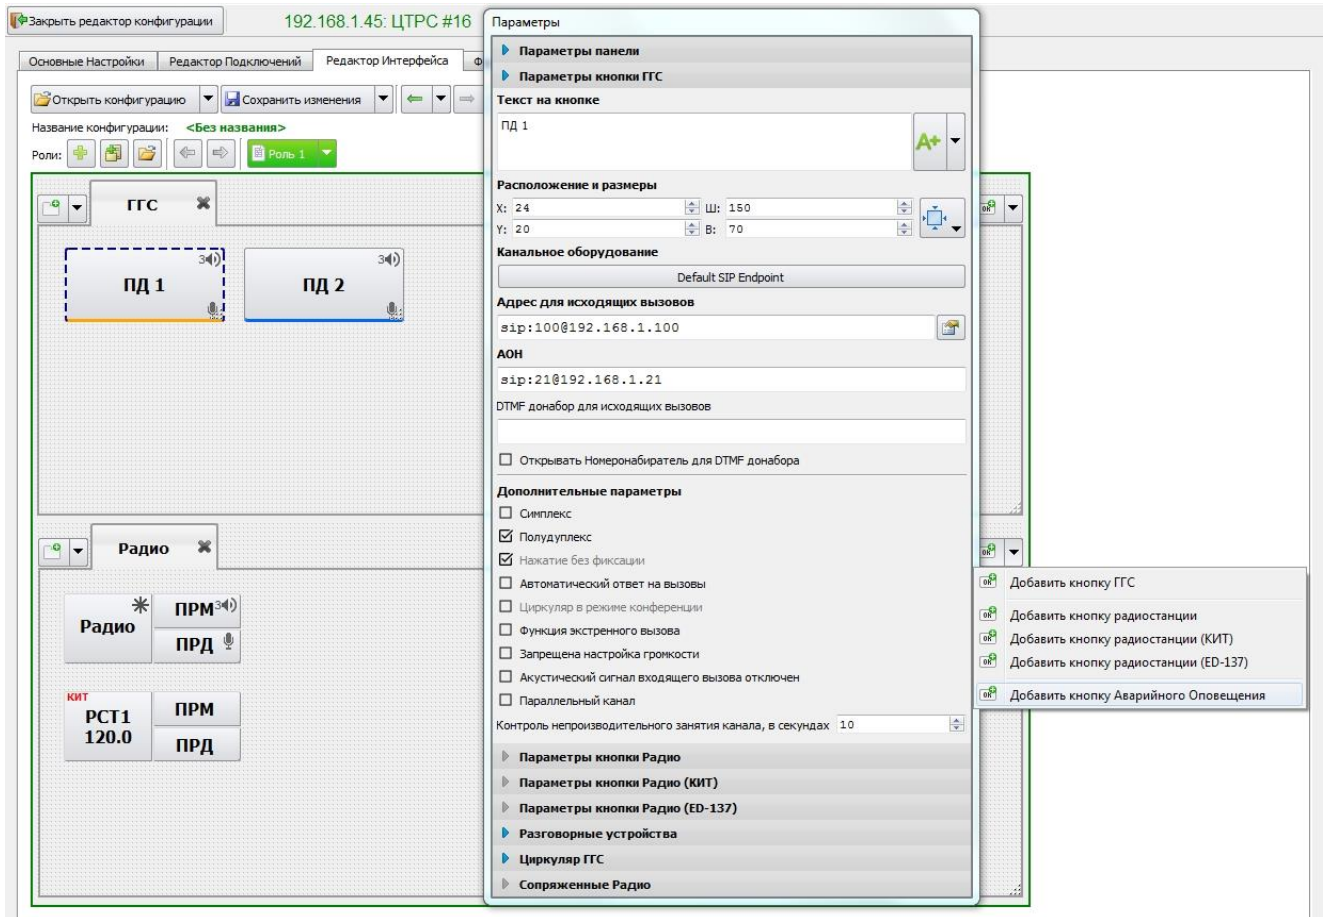 Закрыть редактор конфигурации
192.168.1.45: ЦТРС #16
Основные Настройки
Редактор Подключений
Редактор Интерфейса
Открыть конфигурацию
Сохранить изменения
Название конфигурации: <Без названия>
Роли:
Роль 1
ГГС
ПД 1
3
ПД 2
3
Радио
Радио
ПРМ
3
ПРД
КИТ
РСТ1
120.0
ПРМ
ПРД
Параметры
Параметры панели
Параметры кнопки ГГС
Текст на кнопке
ПД 1
A+
Расположение и размеры
X: 24
Ш: 150
Y: 20
В: 70
Канальное оборудование
Default SIP Endpoint
Адрес для исходящих вызовов
sip:100@192.168.1.100
АОН
sip:21@192.168.1.21
DTMF донабор для исходящих вызовов
Открывать Номеронабиратель для DTMF донабора
Дополнительные параметры
Симплекс
Полудуплекс
Нажатие без фиксации
Автоматический ответ на вызовы
Циркуляр в режиме конференции
Функция экстренного вызова
Запрещена настройка громкости
Акустический сигнал входящего вызова отключен
Параллельный канал
Контроль непроизводительного занятия канала, в секундах 10
Параметры кнопки Радио
Параметры кнопки Радио (КИТ)
Параметры кнопки Радио (ED-137)
Разговорные устройства
Циркуляр ГГС
Сопряженные Радио
Добавить кнопку ГГС
Добавить кнопку радиостанции
Добавить кнопку радиостанции (КИТ)
Добавить кнопку радиостанции (ED-137)
Добавить кнопку Аварийного Оповещения